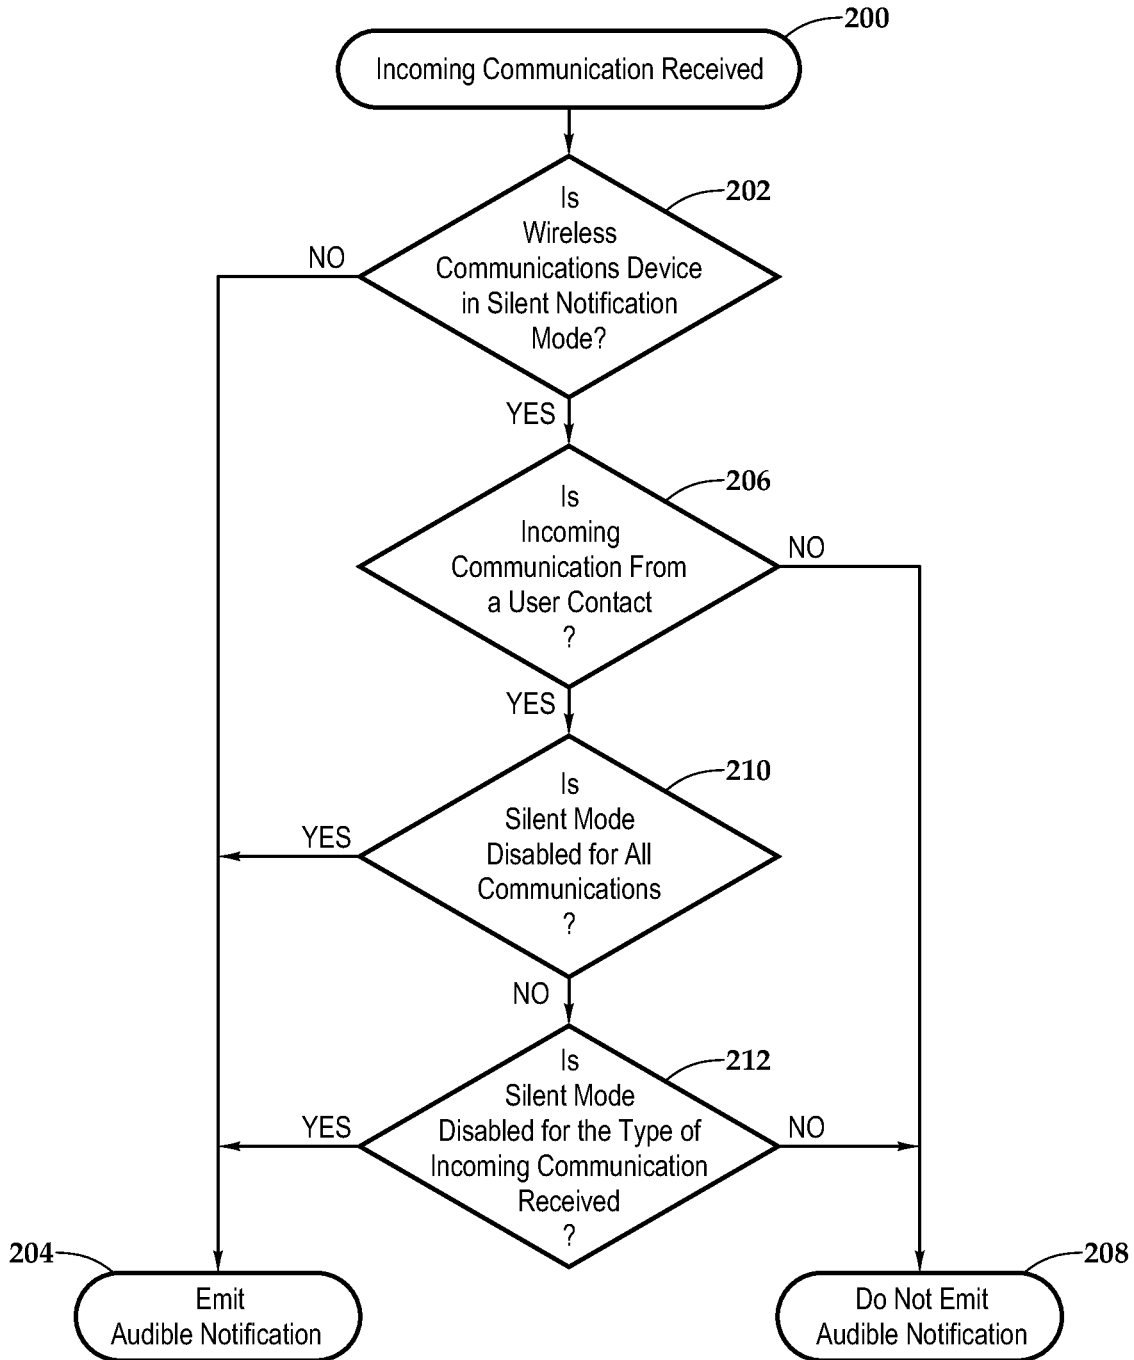 200
Incoming Communication Received
202
Is
Wireless
Communications Device
in Silent Notification
Mode?
NO
YES
206
Is
Incoming
Communication From
a User Contact
?
NO
YES
210
Is
Silent Mode
Disabled for All
Communications
?
YES
NO
212
Is
Silent Mode
Disabled for the Type of
Incoming Communication
Received
?
YES
NO
204
Emit
Audible Notification
208
Do Not Emit
Audible Notification